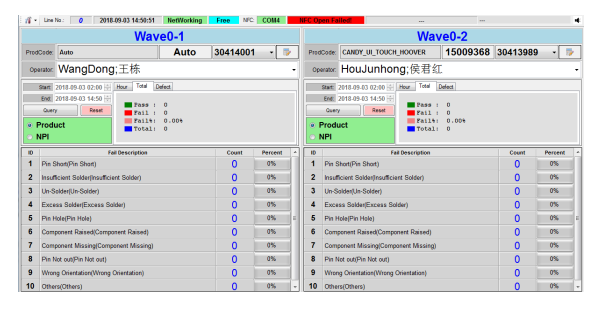 Line No.: 0 2018-09-03 14:50:51 NetWorking Free NFC COM4 NFC Open Failed! ... ...
Wave0-1
ProdCode: Auto Auto 30414001
Operator: WangDong;王栋
Start: 2018-09-03 02:00 Hour Total Defect
End: 2018-09-03 14:50
Query Reset
Pass : 0
Fail : 0
Fail%: 0.00%
Total: 0
Product
NPI
ID Fail Description Count Percent
1 Pin Short(Pin Short) 0 0%
2 Insufficient Solder(Insufficient Solder) 0 0%
3 Un-Solder(Un-Solder) 0 0%
4 Excess Solder(Excess Solder) 0 0%
5 Pin Hole(Pin Hole) 0 0%
6 Component Raised(Component Raised) 0 0%
7 Component Missing(Component Missing) 0 0%
8 Pin Not out(Pin Not out) 0 0%
9 Wrong Orientation(Wrong Orientation) 0 0%
10 Others(Others) 0 0%
Wave0-2
ProdCode: CANDY_UI_TOUCH_HOOVER 15009368 30413989
Operator: HouJunhong;侯君红
Start: 2018-09-03 02:00 Hour Total Defect
End: 2018-09-03 14:50
Query Reset
Pass : 0
Fail : 0
Fail%: 0.00%
Total: 0
Product
NPI
ID Fail Description Count Percent
1 Pin Short(Pin Short) 0 0%
2 Insufficient Solder(Insufficient Solder) 0 0%
3 Un-Solder(Un-Solder) 0 0%
4 Excess Solder(Excess Solder) 0 0%
5 Pin Hole(Pin Hole) 0 0%
6 Component Raised(Component Raised) 0 0%
7 Component Missing(Component Missing) 0 0%
8 Pin Not out(Pin Not out) 0 0%
9 Wrong Orientation(Wrong Orientation) 0 0%
10 Others(Others) 0 0%